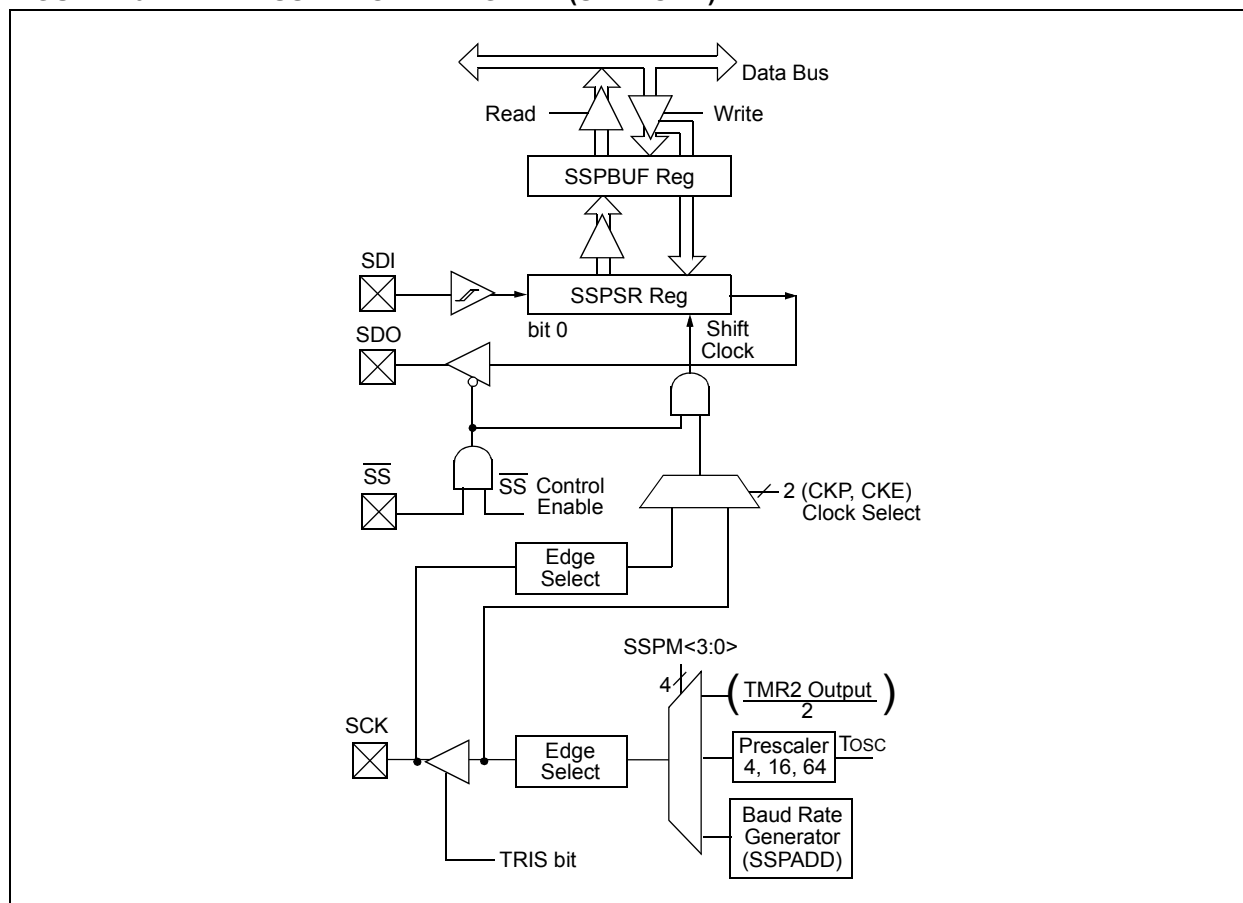 Data Bus
Read
Write
SSPBUF Reg
SDI
SSPSR Reg
bit 0
Shift
Clock
SDO
SS
SS Control
Enable
2 (CKP, CKE)
Clock Select
Edge
Select
SSPM<3:0>
4
(TMR2 Output
2
)
SCK
Edge
Select
Prescaler
4, 16, 64
TOSC
Baud Rate
Generator
(SSPADD)
TRIS bit